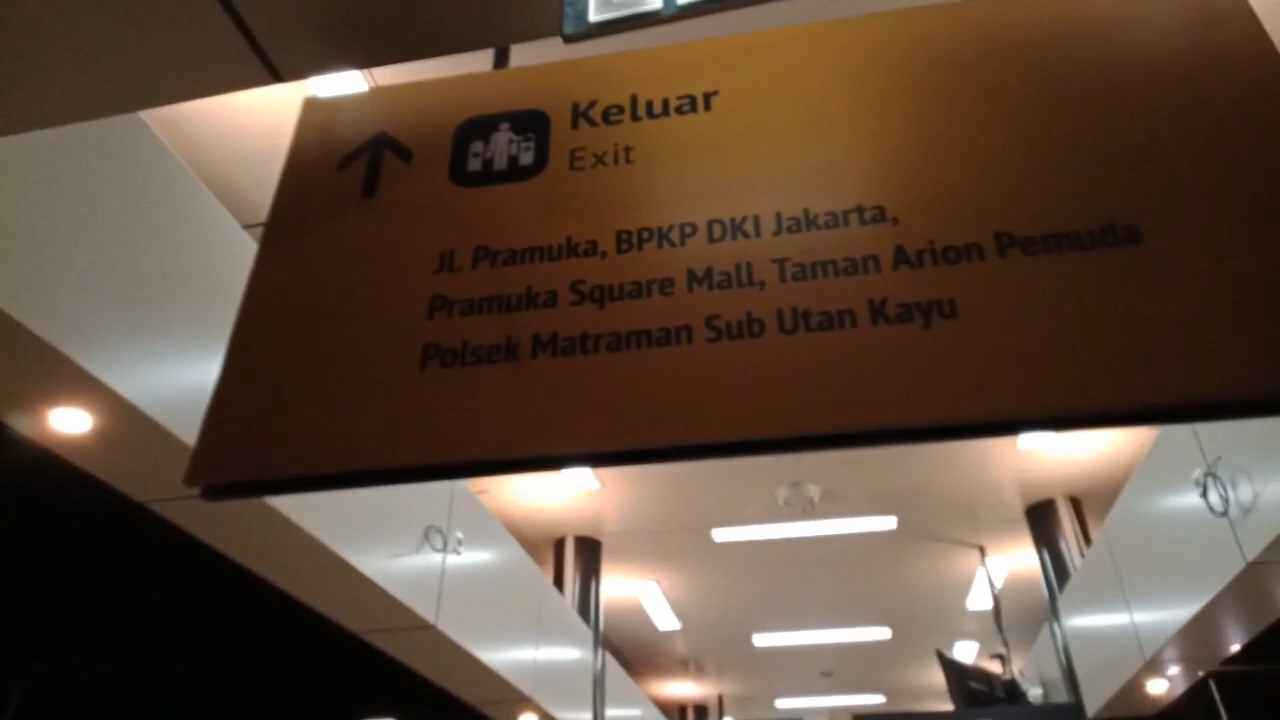 Keluar
Exit
Jl. Pramuka, BPKP DKI Jakarta,
Pramuka Square Mall, Taman Arion Pemuda
Polsek Matraman Sub Utan Kayu